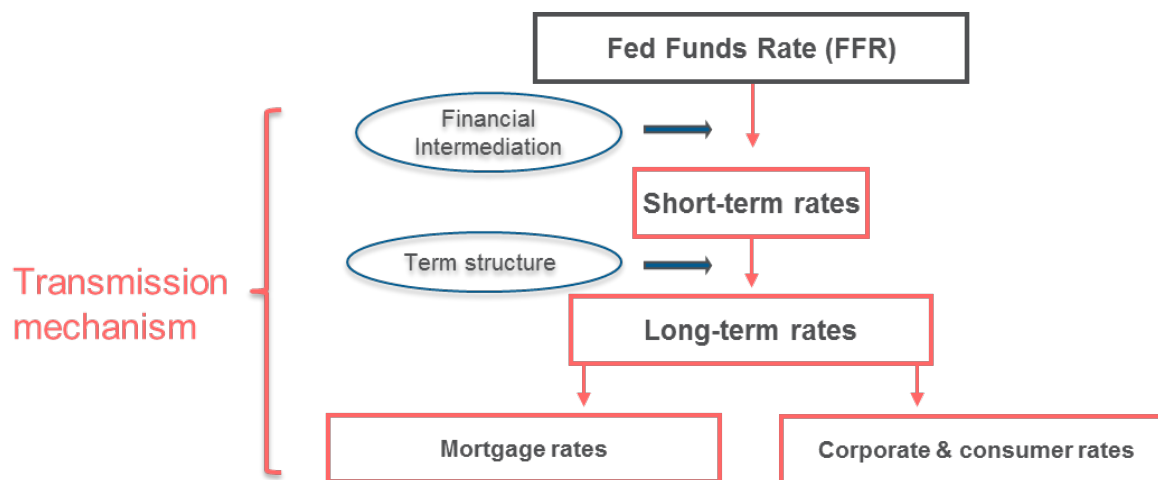 Fed Funds Rate (FFR)
Financial
Intermediation
Short-term rates
Term structure
Transmission
mechanism
Long-term rates
Mortgage rates
Corporate & consumer rates